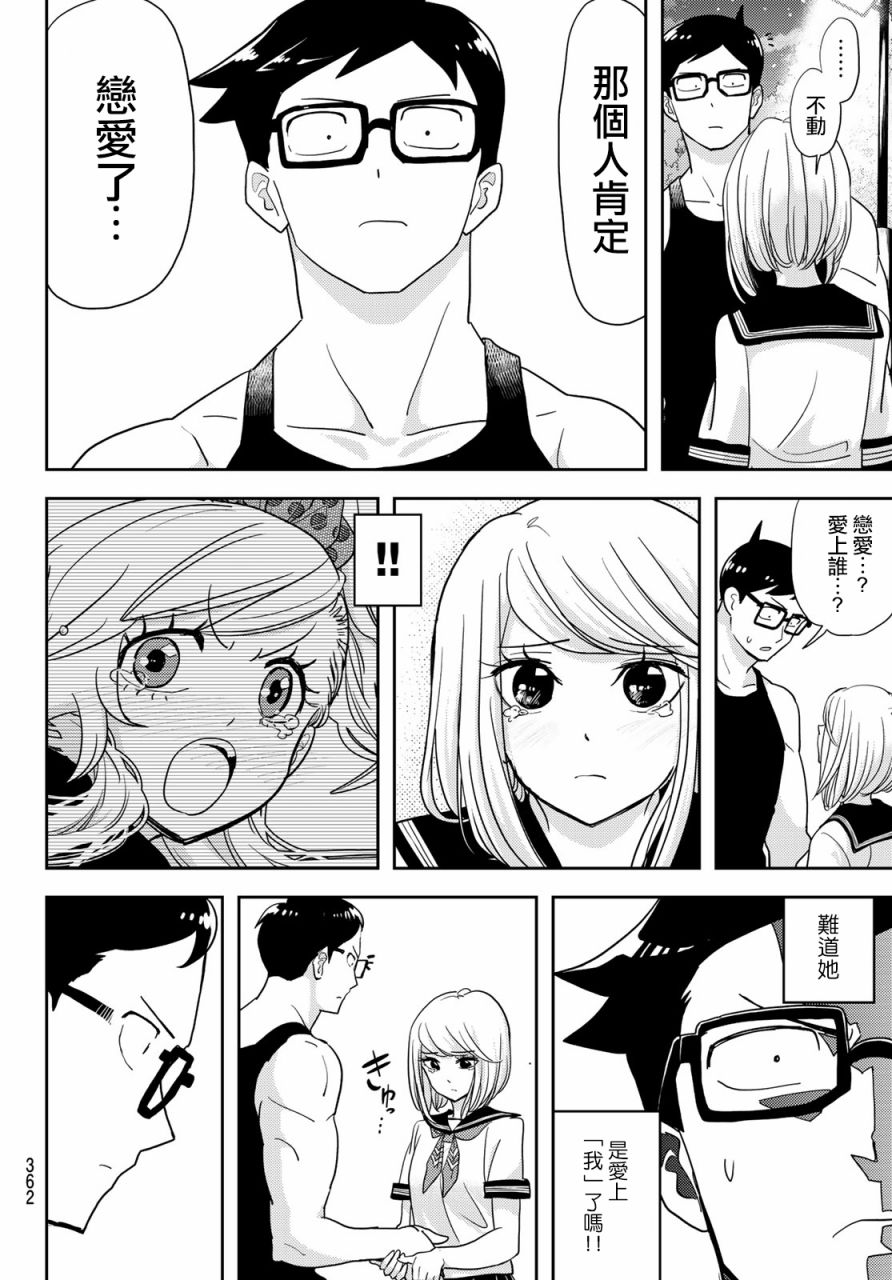 ……
不動
那個人肯定
戀愛了…
戀愛…？
愛上誰…？
!!
難道她
是愛上
「我」了嗎!!
きゅっ…
362